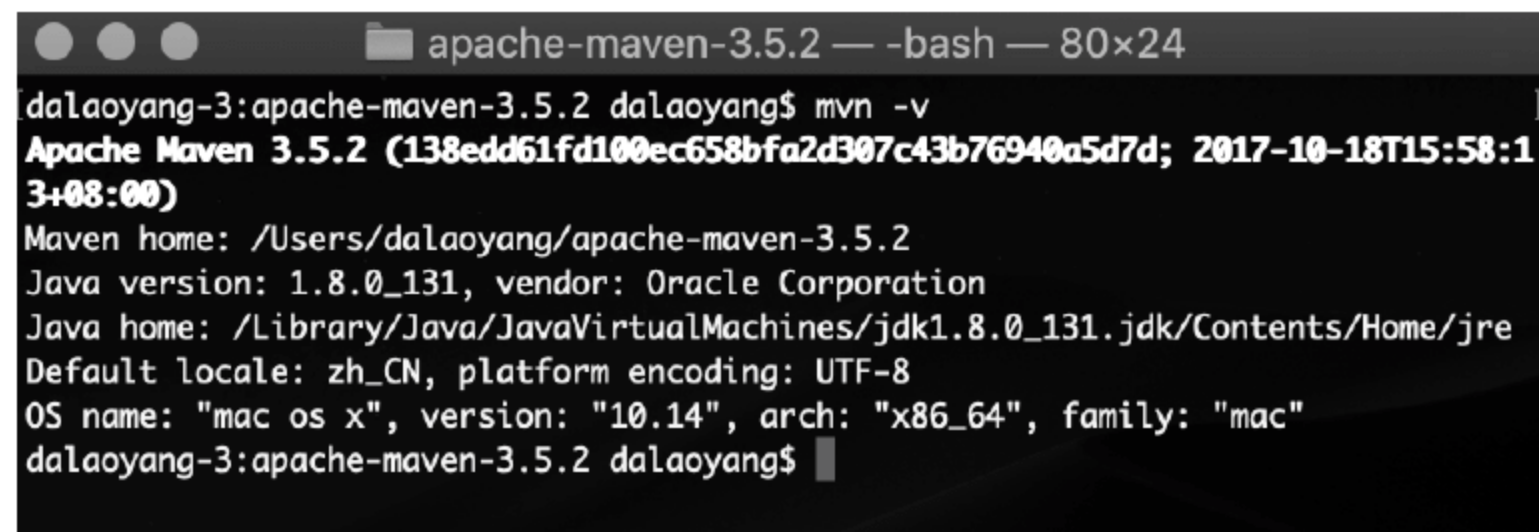 apache-maven-3.5.2 — -bash — 80×24
[dalaoyang-3:apache-maven-3.5.2 dalaoyang$ mvn -v
Apache Maven 3.5.2 (138edd61fd100ec658bfa2d307c43b76940a5d7d; 2017-10-18T15:58:1
3+08:00)
Maven home: /Users/dalaoyang/apache-maven-3.5.2
Java version: 1.8.0_131, vendor: Oracle Corporation
Java home: /Library/Java/JavaVirtualMachines/jdk1.8.0_131.jdk/Contents/Home/jre
Default locale: zh_CN, platform encoding: UTF-8
OS name: "mac os x", version: "10.14", arch: "x86_64", family: "mac"
dalaoyang-3:apache-maven-3.5.2 dalaoyang$